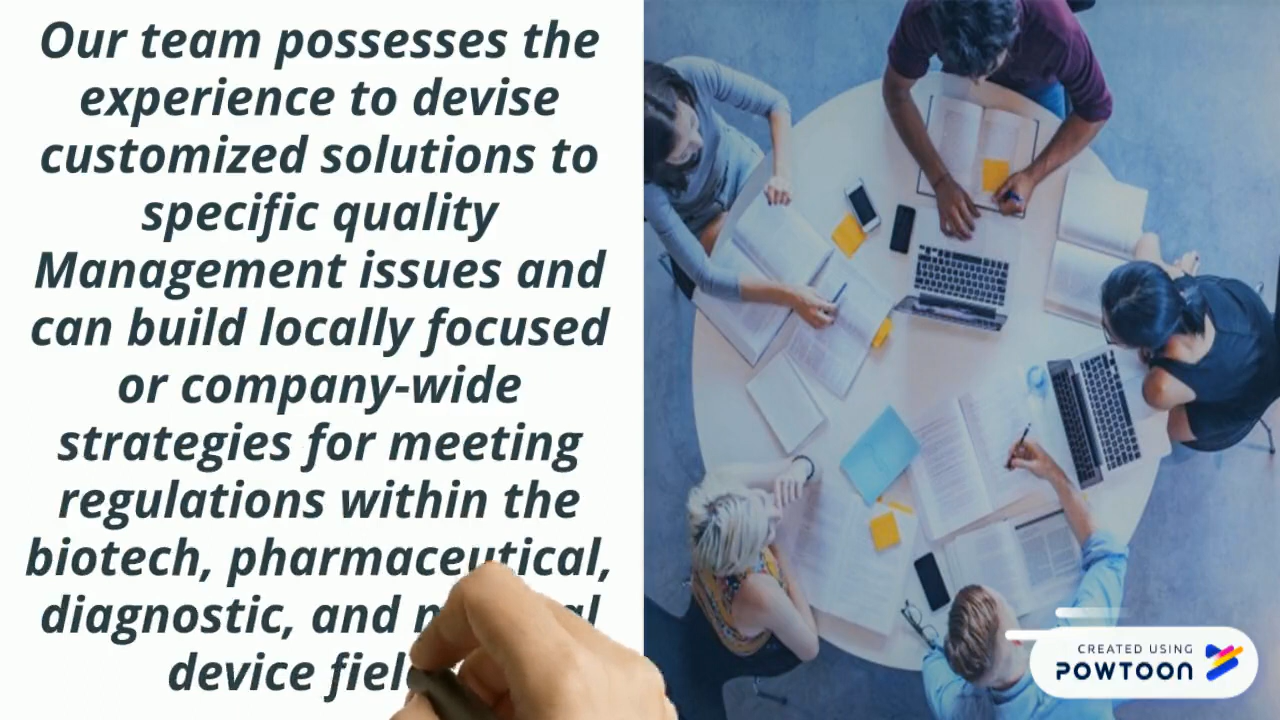 Our team possesses the
experience to devise
customized solutions to
specific quality
Management issues and
can build locally focused
or company-wide
strategies for meeting
regulations within the
biotech, pharmaceutical,
diagnostic, and
device
CREATED USING
POWTOON